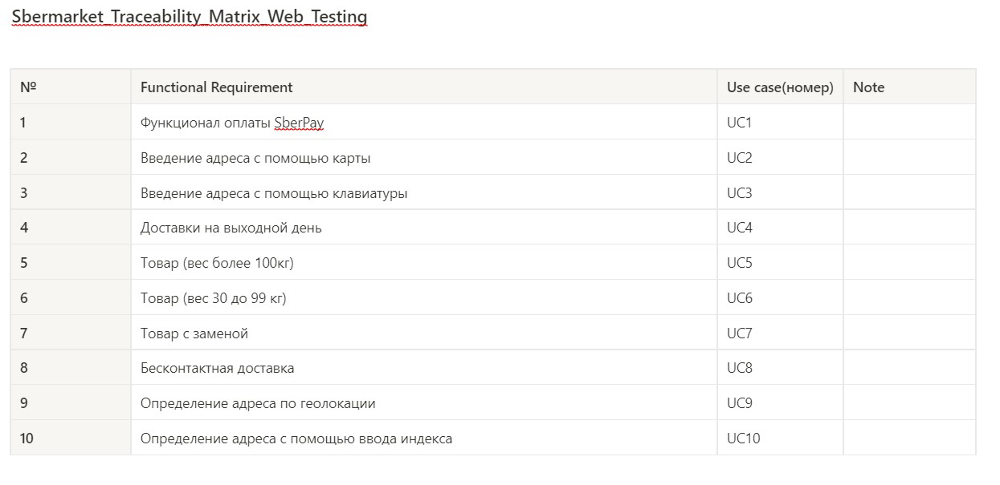 Sbermarket_Traceability_Matrix_Web_Testing
№ Functional Requirement Use case(номер) Note
1 Функционал оплаты SberPay UC1
2 Введение адреса с помощью карты UC2
3 Введение адреса с помощью клавиатуры UC3
4 Доставки на выходной день UC4
5 Товар (вес более 100кг) UC5
6 Товар (вес 30 до 99 кг) UC6
7 Товар с заменой UC7
8 Бесконтактная доставка UC8
9 Определение адреса по геолокации UC9
10 Определение адреса с помощью ввода индекса UC10